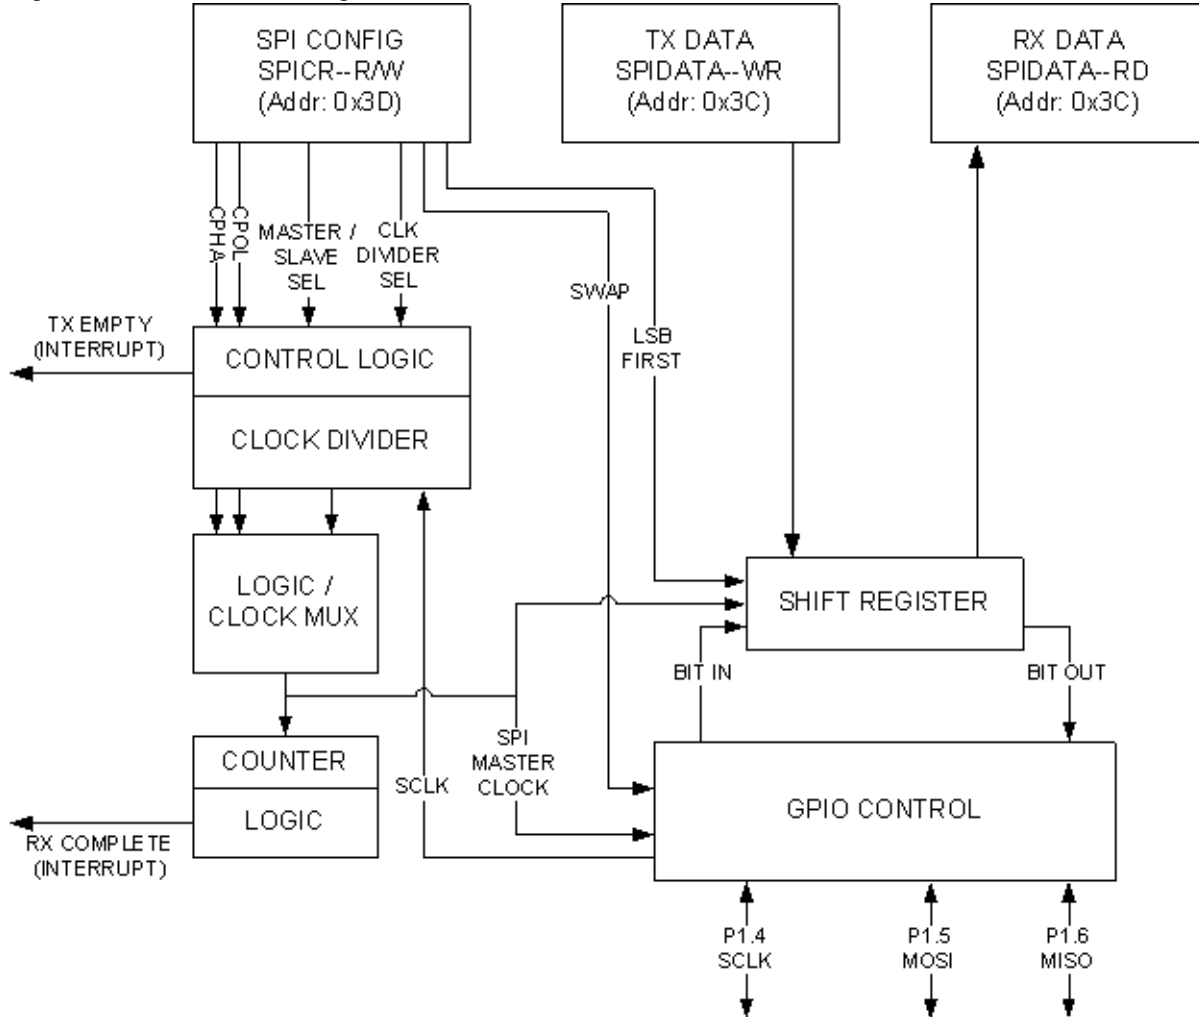 SPI CONFIG
SPICR--R/W
(Addr: 0x3D)
TX DATA
SPIDATA--WR
(Addr: 0x3C)
RX DATA
SPIDATA--RD
(Addr: 0x3C)
CPHA
CPOL
MASTER /
SLAVE
SEL
CLK
DIVIDER
SEL
SWAP
LSB
FIRST
TX EMPTY
(INTERRUPT)
CONTROL LOGIC
CLOCK DIVIDER
LOGIC /
CLOCK MUX
SHIFT REGISTER
BIT IN
BIT OUT
COUNTER
LOGIC
SCLK
SPI
MASTER
CLOCK
GPIO CONTROL
RX COMPLETE
(INTERRUPT)
P1.4
SCLK
P1.5
MOSI
P1.6
MISO